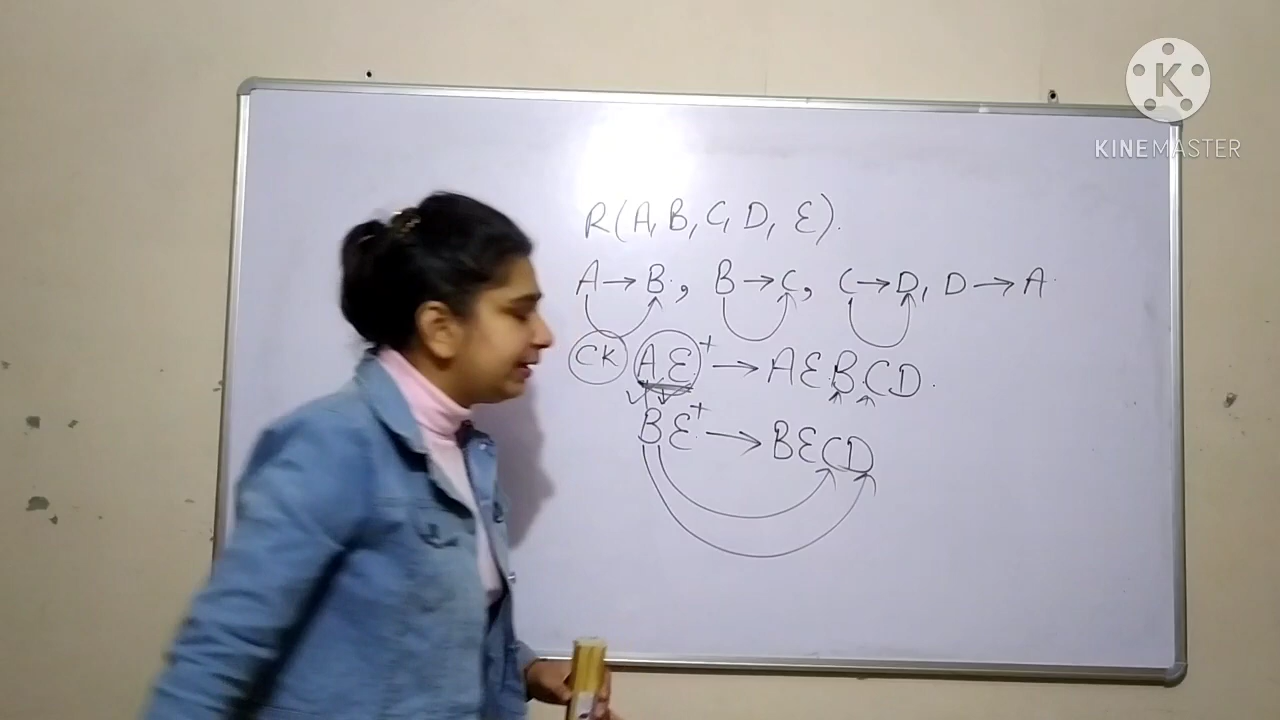 K
KINEMASTER
R(A, B, C, D, E).
A → B, B → C, C → D, D → A.
CK AE⁺ → AEBCD.
BE⁺ → BECD